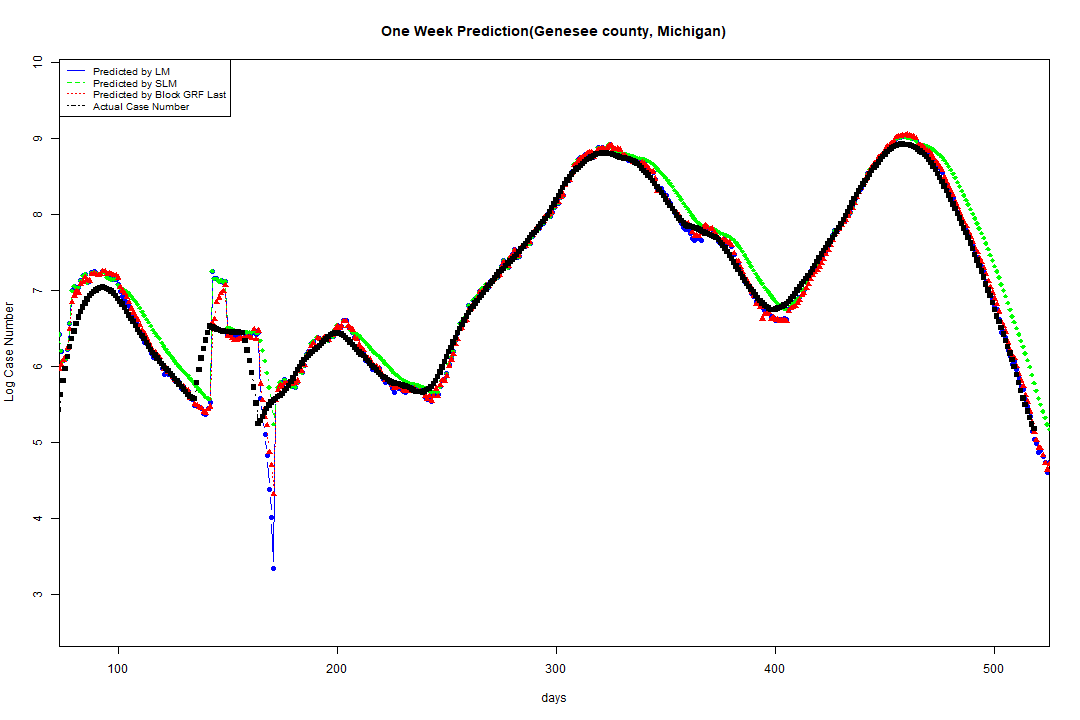 One Week Prediction(Genesee county, Michigan)
Predicted by LM
Predicted by SLM
Predicted by Block GRF Last
Actual Case Number
10
9
8
7
6
5
4
3
Log Case Number
100 200 300 400 500
days